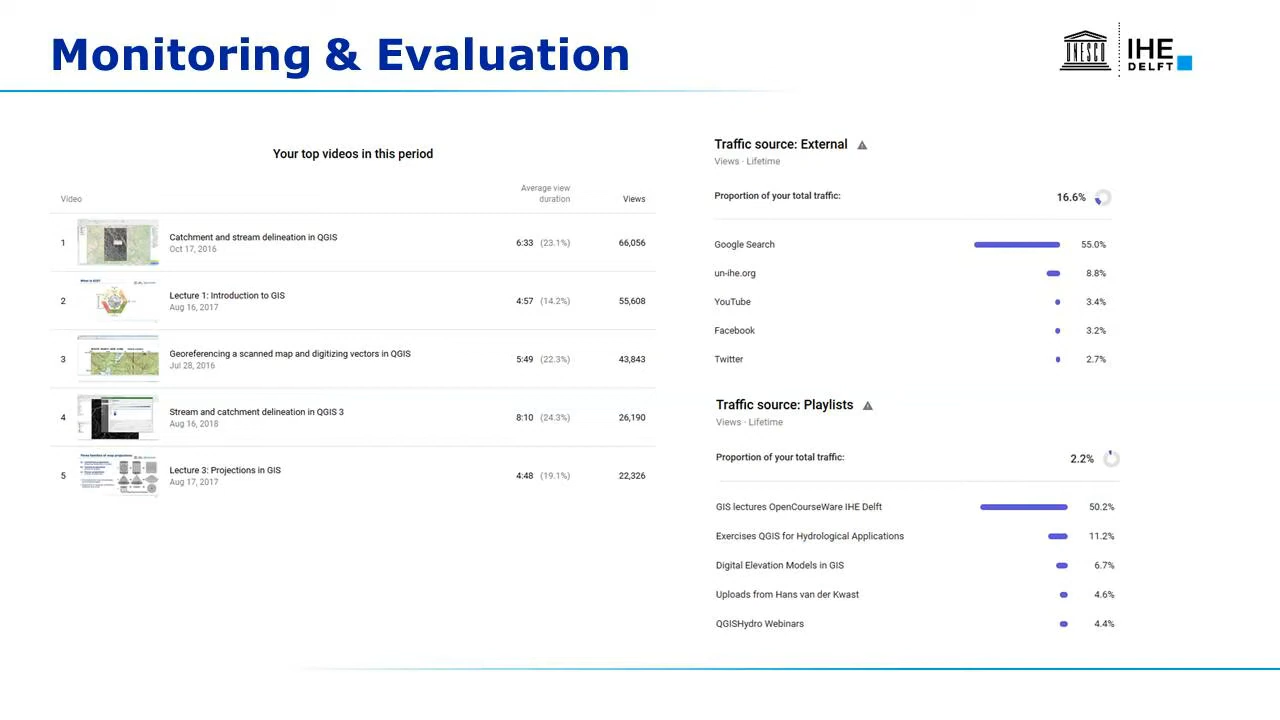 Monitoring & Evaluation
UNESCO
IHE
DELFT
Your top videos in this period
Video
Average view
duration
Views
1
Catchment and stream delineation in QGIS
Oct 17, 2016
6:33 (23.1%)
66,056
2
Lecture 1: Introduction to GIS
Aug 16, 2017
4:57 (14.2%)
55,608
3
Georeferencing a scanned map and digitizing vectors in QGIS
Jul 28, 2016
5:49 (22.3%)
43,843
4
Stream and catchment delineation in QGIS 3
Aug 16, 2018
8:10 (24.3%)
26,190
5
Lecture 3: Projections in GIS
Aug 17, 2017
4:48 (19.1%)
22,326
Traffic source: External
Views · Lifetime
Proportion of your total traffic:
16.6%
Google Search
55.0%
un-ihe.org
8.8%
YouTube
3.4%
Facebook
3.2%
Twitter
2.7%
Traffic source: Playlists
Views · Lifetime
Proportion of your total traffic:
2.2%
GIS lectures OpenCourseWare IHE Delft
50.2%
Exercises QGIS for Hydrological Applications
11.2%
Digital Elevation Models in GIS
6.7%
Uploads from Hans van der Kwast
4.6%
QGISHydro Webinars
4.4%